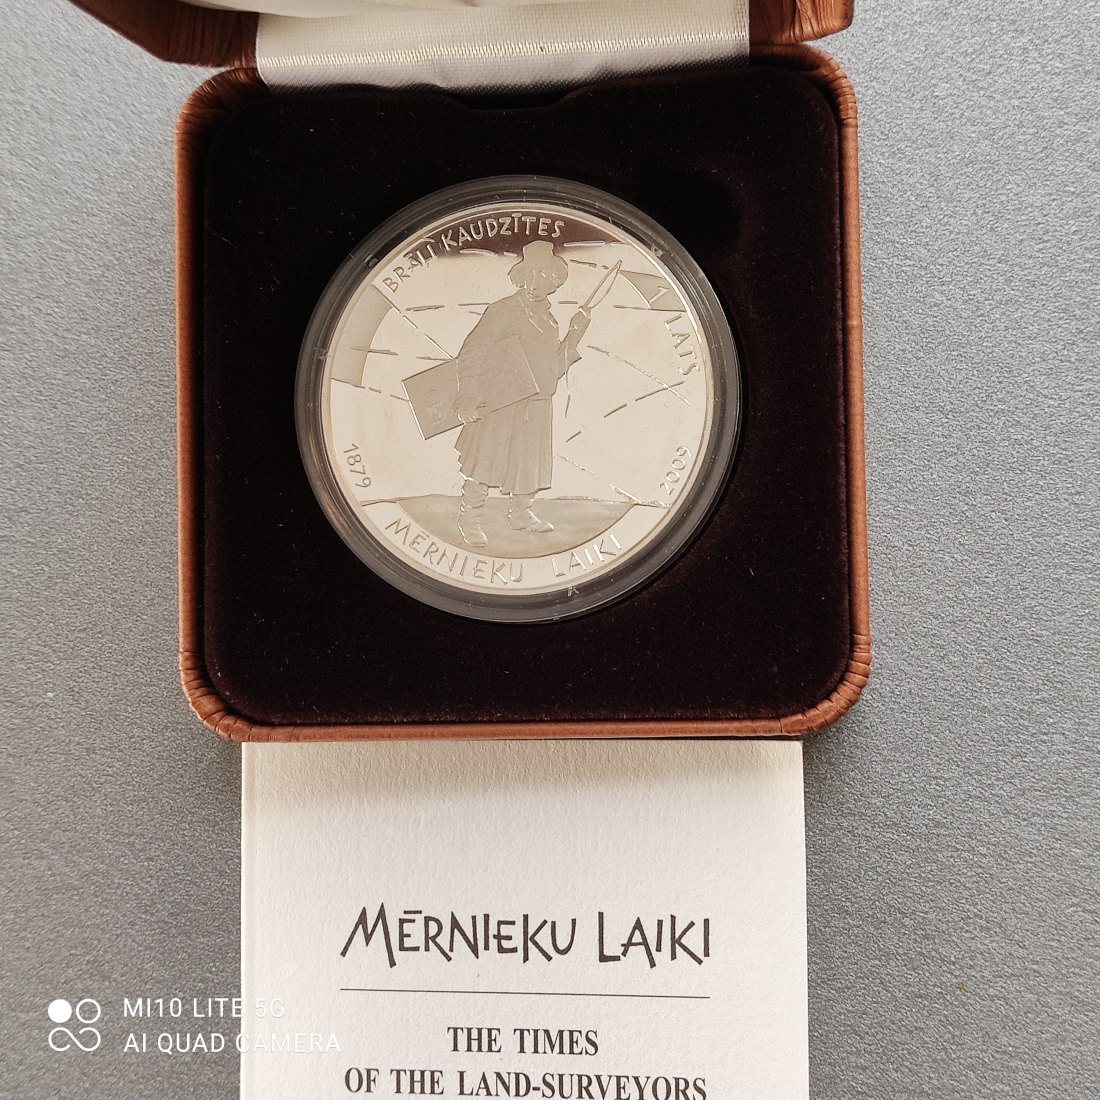 BRĀĻI KAUDZĪTES
1 LATS
1879
2009
MĒRNIEKU LAIKI
MĒRNIEKU LAIKI
THE TIMES
OF THE LAND-SURVEYORS
MI10 LITE 5G
AI QUAD CAMERA